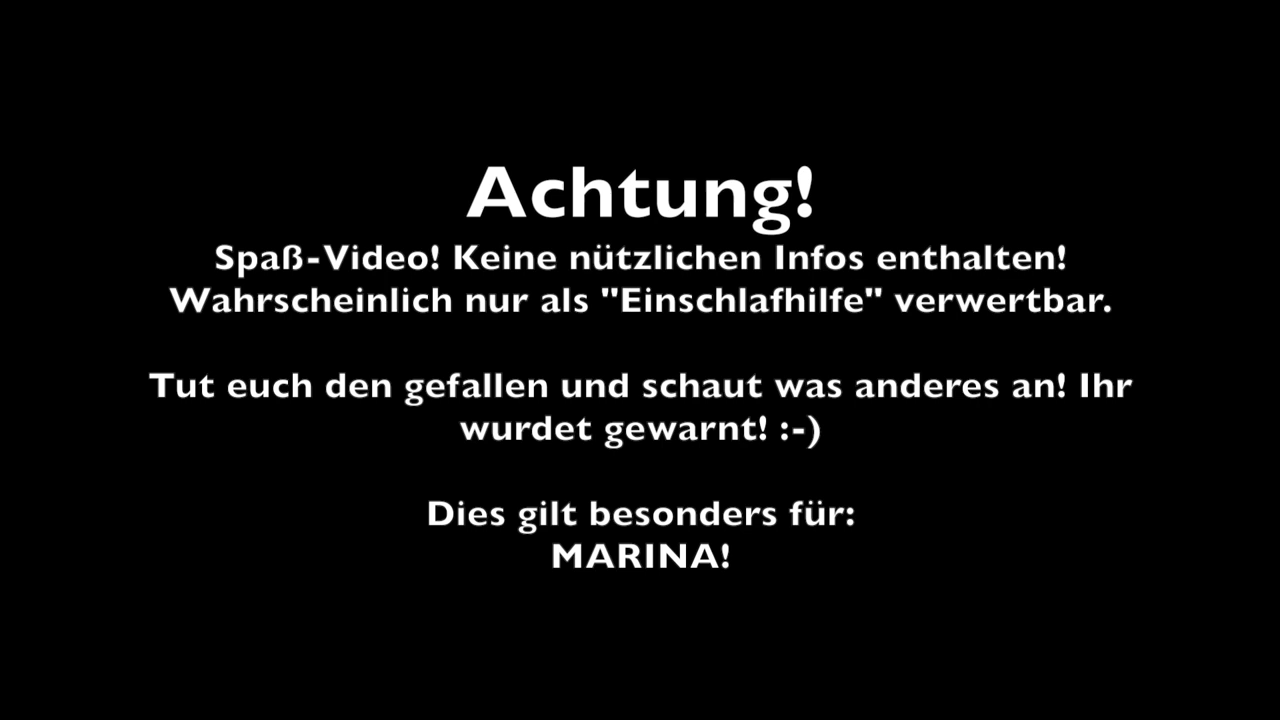 Achtung!
Spaß-Video! Keine nützlichen Infos enthalten!
Wahrscheinlich nur als "Einschlafhilfe" verwertbar.
Tut euch den gefallen und schaut was anderes an! Ihr
wurdet gewarnt! :-)
Dies gilt besonders für:
MARINA!